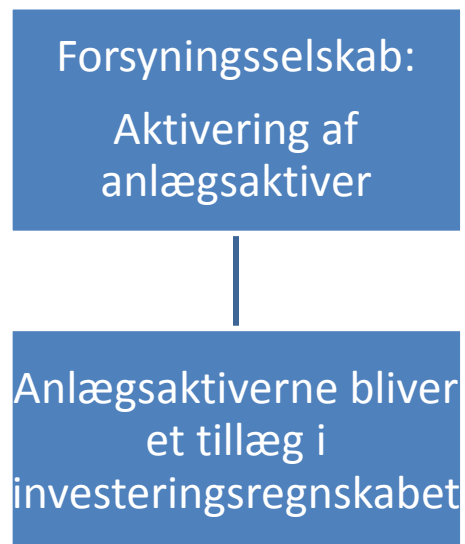 Forsyningsselskab:
Aktivering af
anlægsaktiver
Anlægsaktiverne bliver
et tillæg i
investeringsregnskabet